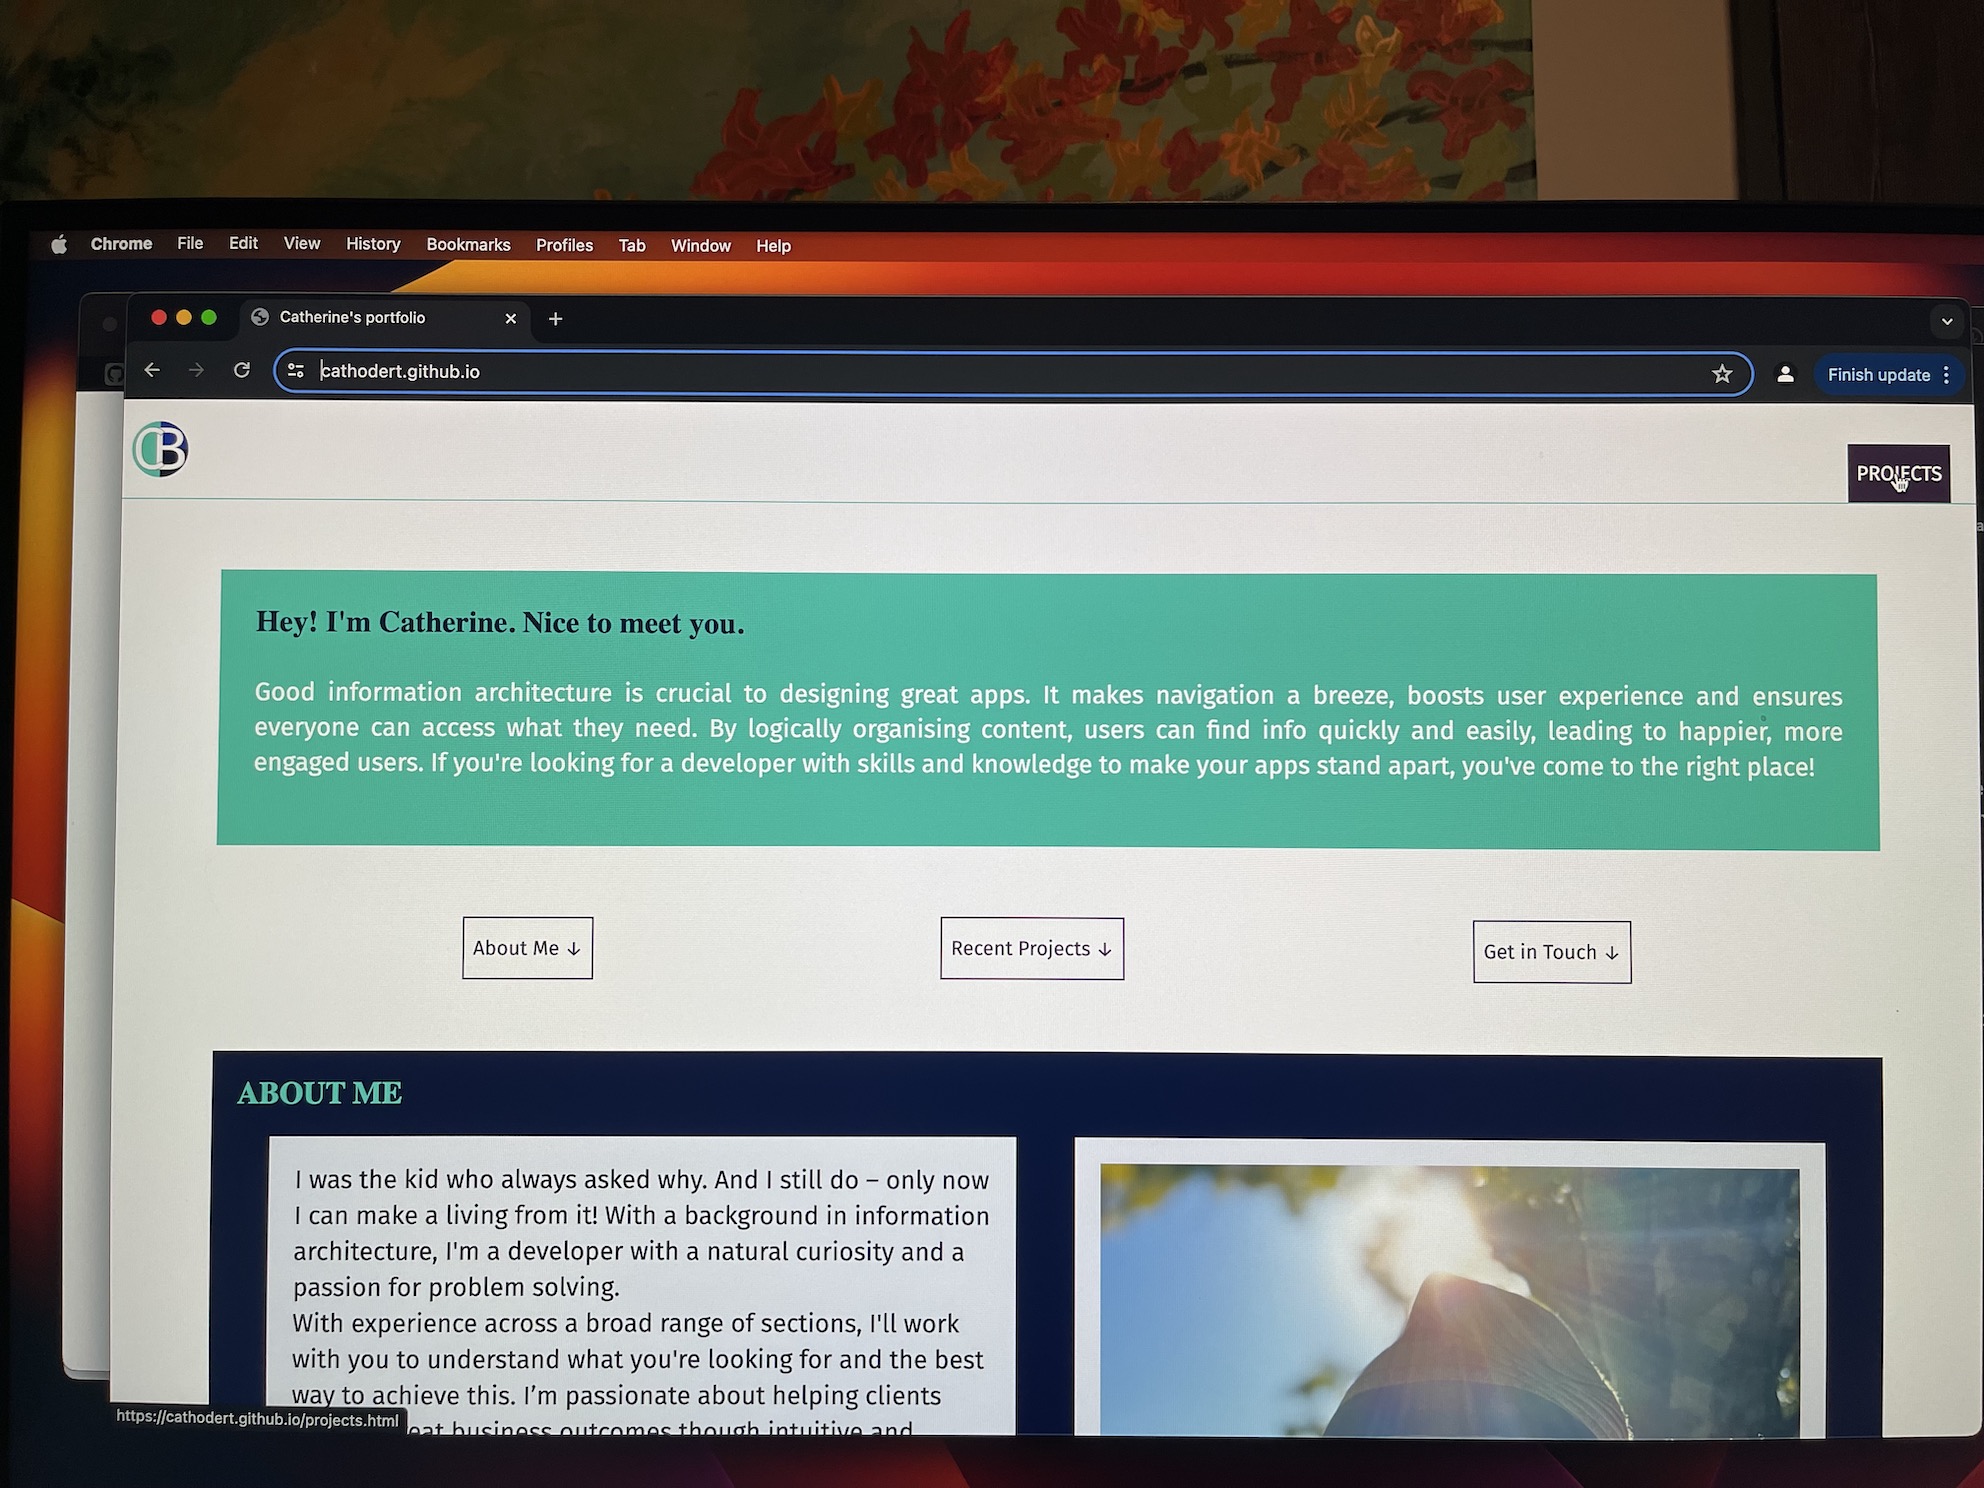 Chrome File Edit View History Bookmarks Profiles Tab Window Help
Catherine's portfolio
cathodert.github.io
Finish update
CB
PROJECTS
Hey! I'm Catherine. Nice to meet you.
Good information architecture is crucial to designing great apps. It makes navigation a breeze, boosts user experience and ensures
everyone can access what they need. By logically organising content, users can find info quickly and easily, leading to happier, more
engaged users. If you're looking for a developer with skills and knowledge to make your apps stand apart, you've come to the right place!
About Me ↓
Recent Projects ↓
Get in Touch ↓
ABOUT ME
I was the kid who always asked why. And I still do – only now
I can make a living from it! With a background in information
architecture, I'm a developer with a natural curiosity and a
passion for problem solving.
With experience across a broad range of sections, I'll work
with you to understand what you're looking for and the best
way to achieve this. I’m passionate about helping clients
business outcomes though intuitive and
https://cathodert.github.io/projects.html